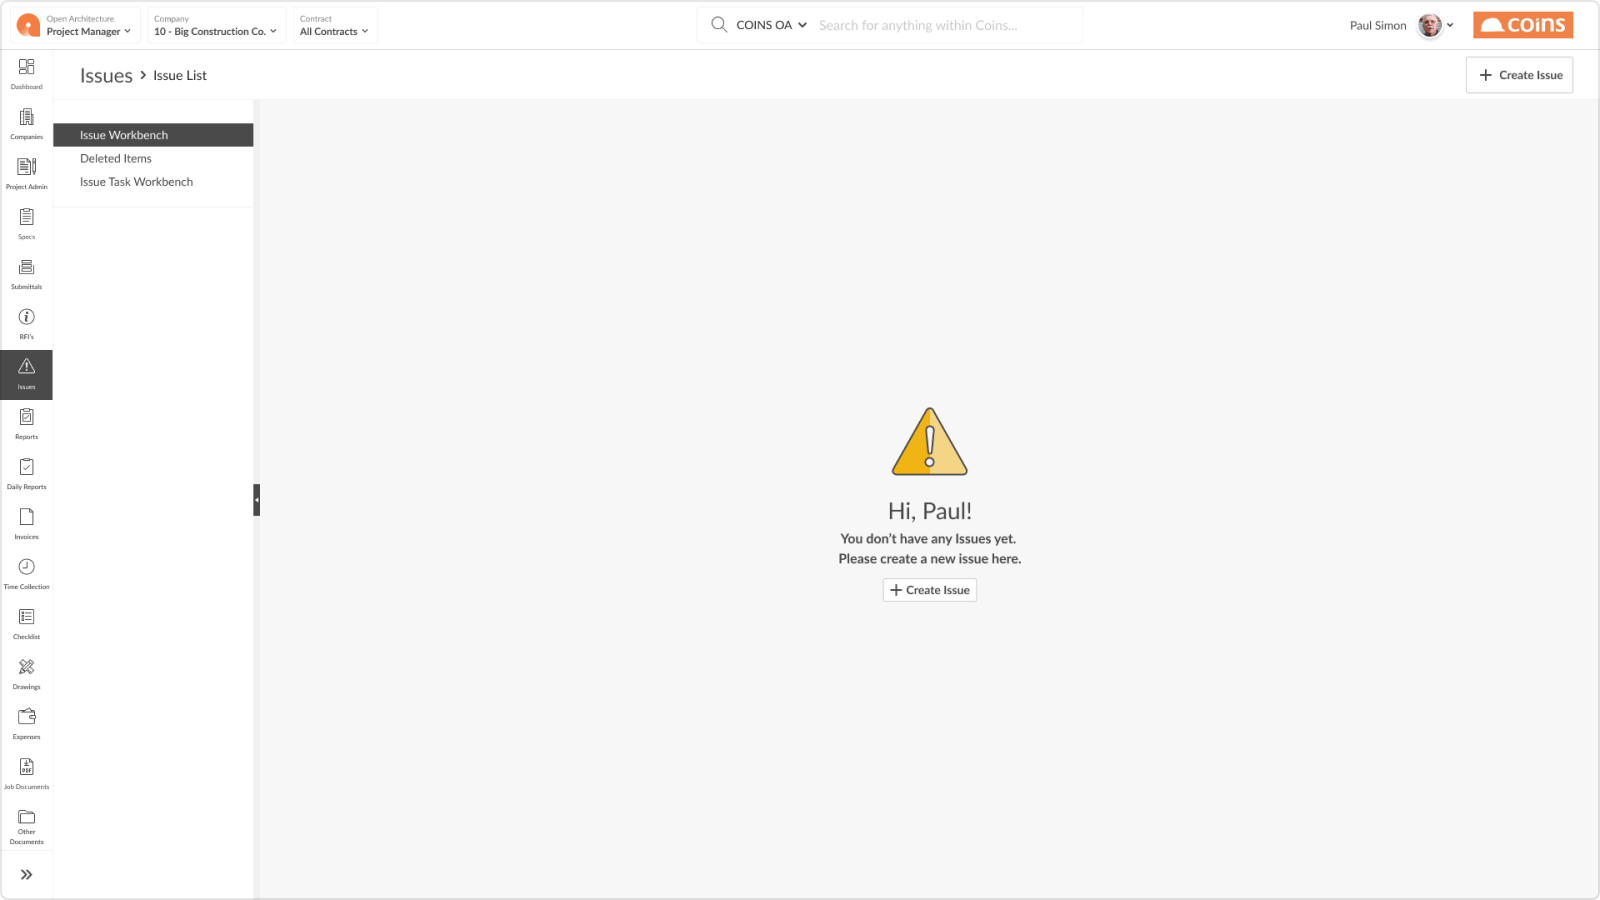 Open Architecture
Project Manager
Company
10 - Big Construction Co.
Contract
All Contracts
COINS OA
Search for anything within Coins...
Paul Simon
COINS
Issues
Issue List
Create Issue
Dashboard
Companies
Project Admin
Specs
Submittals
RFI's
Issues
Reports
Daily Reports
Invoices
Time Collection
Checklist
Drawings
Expenses
PDF
Job Documents
Other
Documents
Issue Workbench
Deleted Items
Issue Task Workbench
Hi, Paul!
You don’t have any Issues yet.
Please create a new issue here.
Create Issue